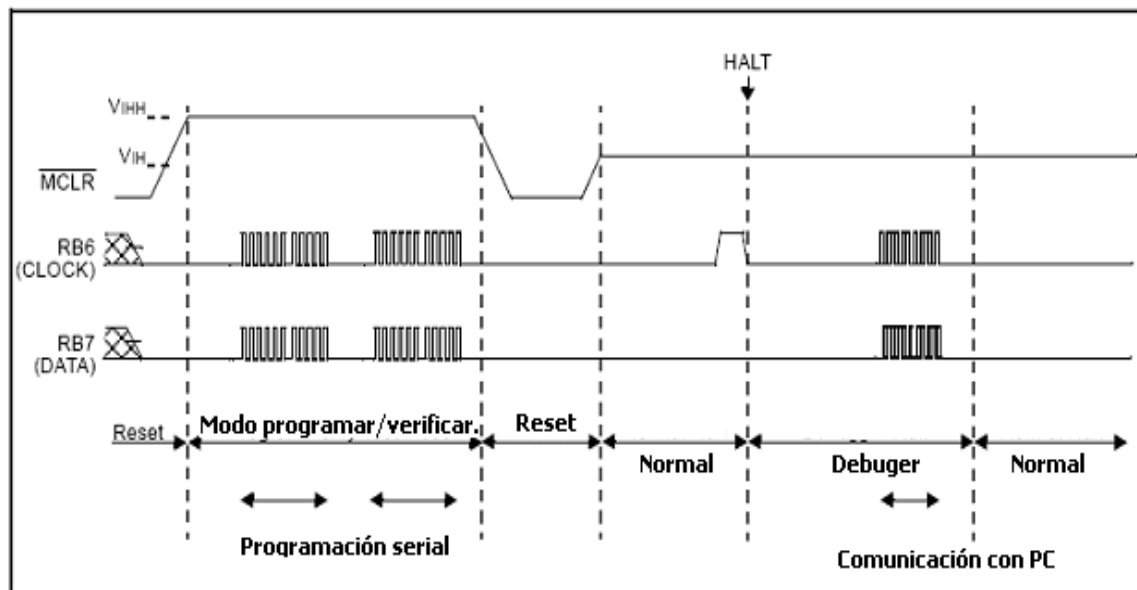 HALT
VIHH
VIH
MCLR
RB6
(CLOCK)
RB7
(DATA)
Reset
Modo programar/verificar.
Reset
Normal
Debuger
Normal
Programación serial
Comunicación con PC